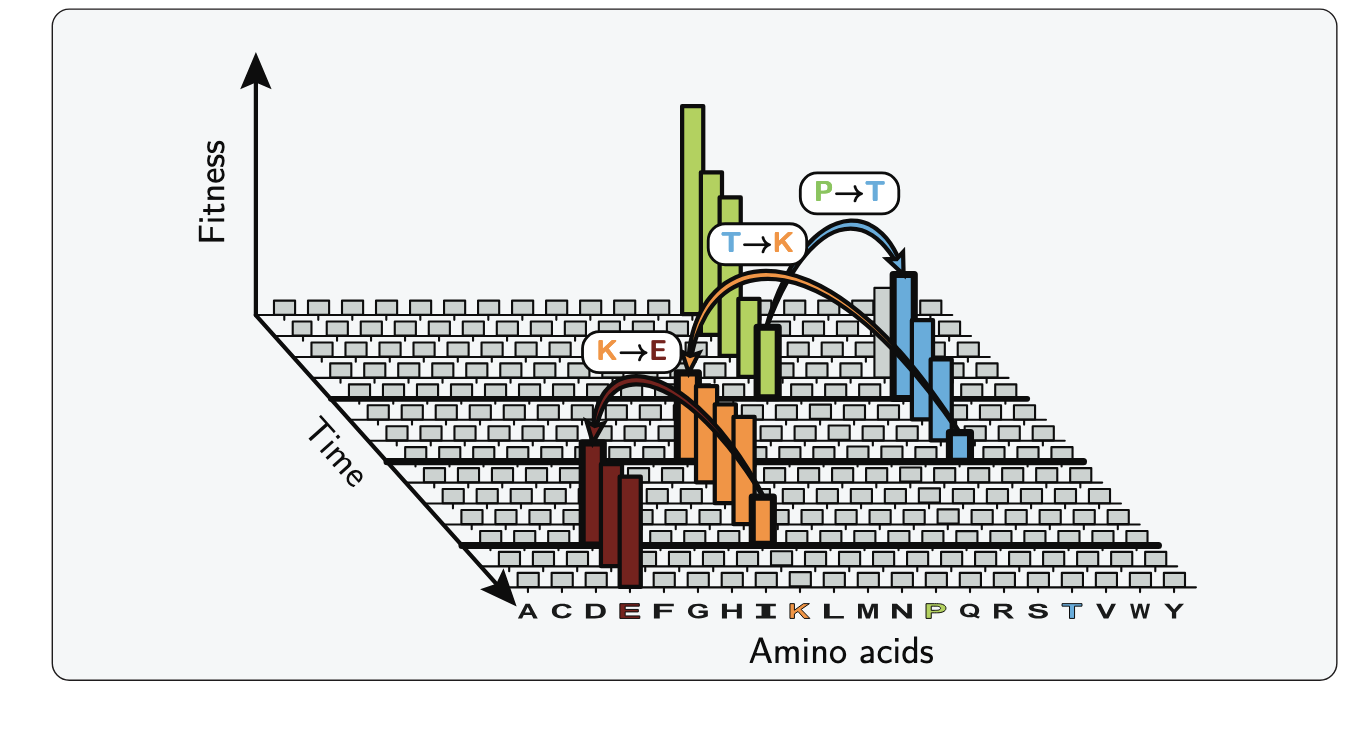 Fitness
P→T
T→K
K→E
Time
A C D E F G H I K L M N P Q R S T V W Y
Amino acids